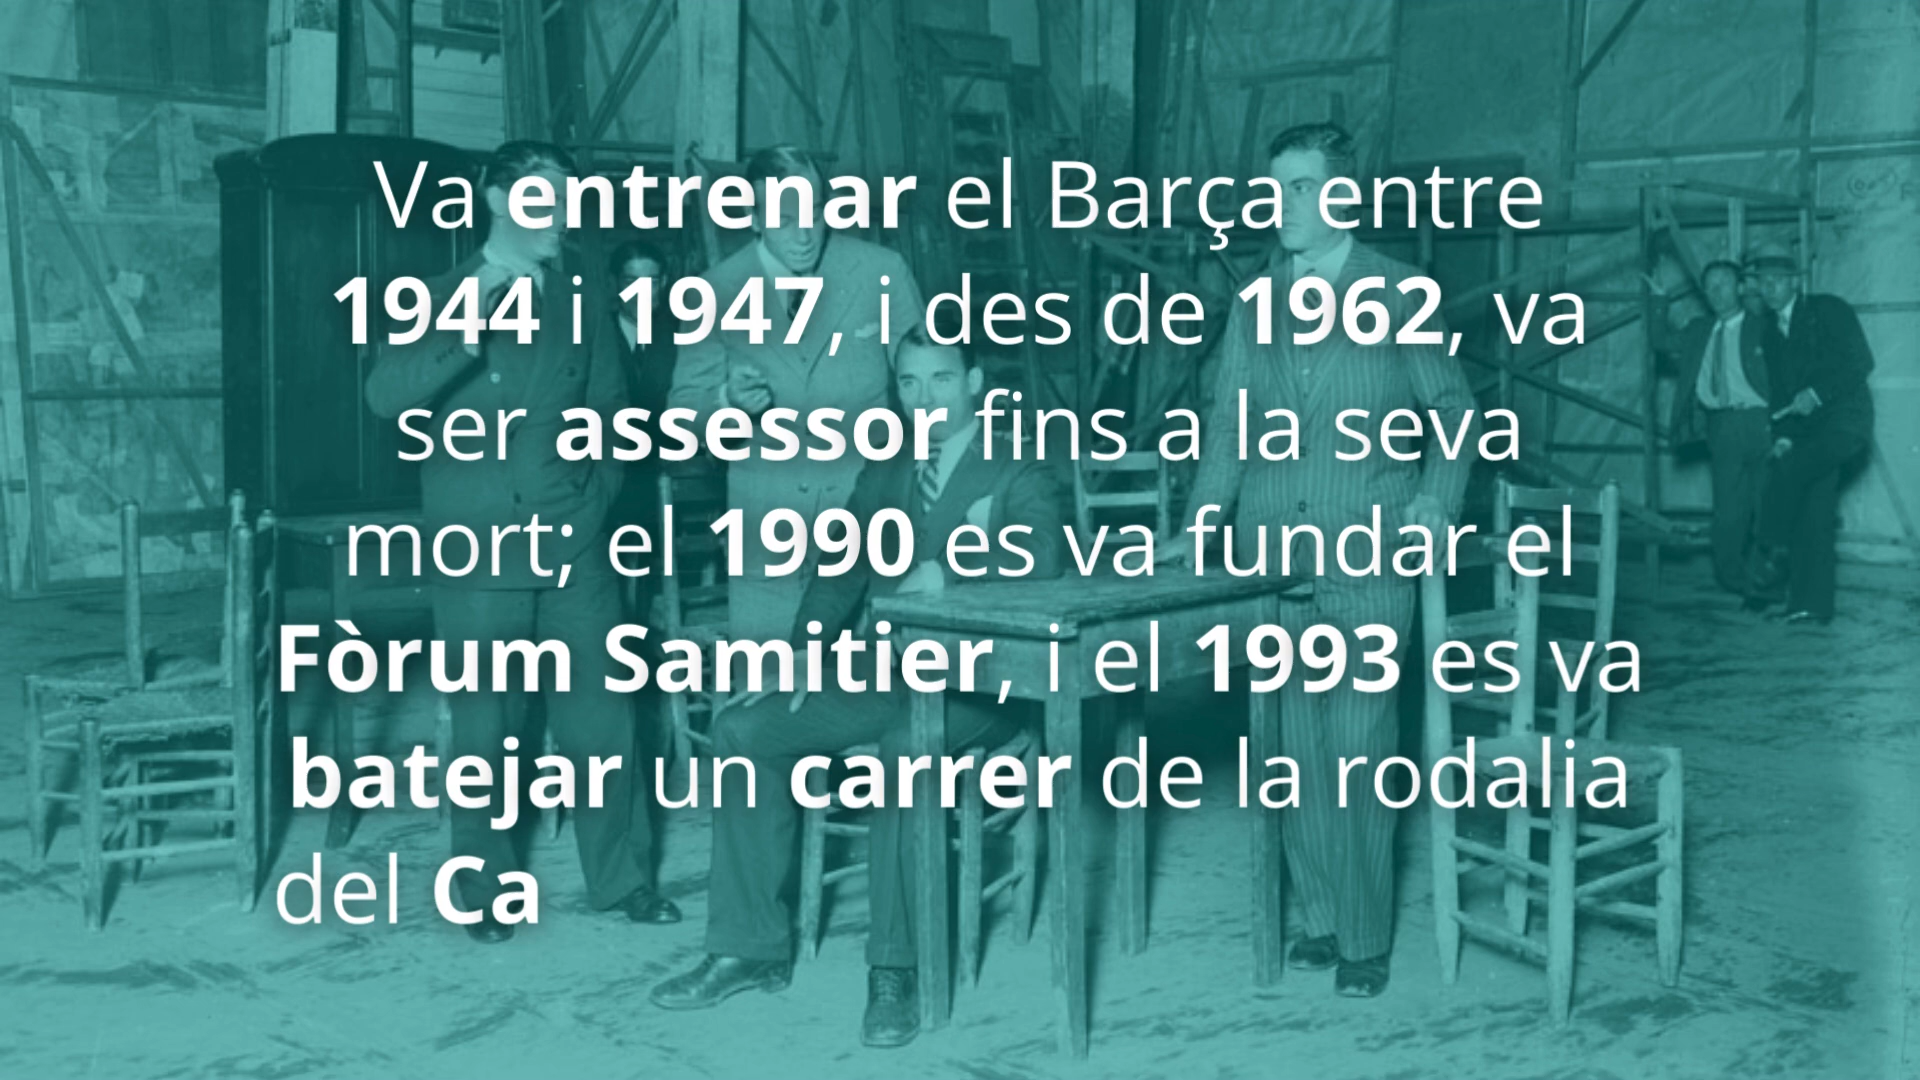 Va entrenar el Barça entre
1944 i 1947, i des de 1962, va
ser assessor fins a la seva
mort; el 1990 es va fundar el
Fòrum Samitier, i el 1993 es va
batejar un carrer de la rodalia
del Ca